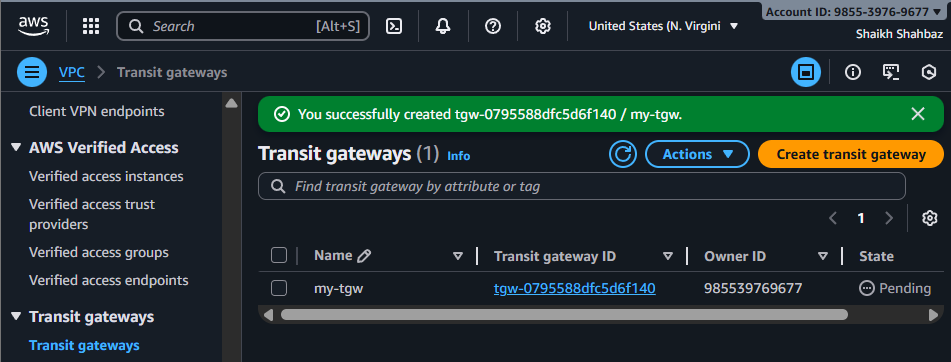 aws
Search [Alt+S]
United States (N. Virgini
Account ID: 9855-3976-9677
Shaikh Shahbaz
VPC > Transit gateways
Client VPN endpoints
AWS Verified Access
Verified access instances
Verified access trust
providers
Verified access groups
Verified access endpoints
Transit gateways
Transit gateways
You successfully created tgw-0795588dfc5d6f140 / my-tgw.
Transit gateways (1) Info
Actions
Create transit gateway
Find transit gateway by attribute or tag
1
Name Transit gateway ID Owner ID State
my-tgw tgw-0795588dfc5d6f140 985539769677 Pending